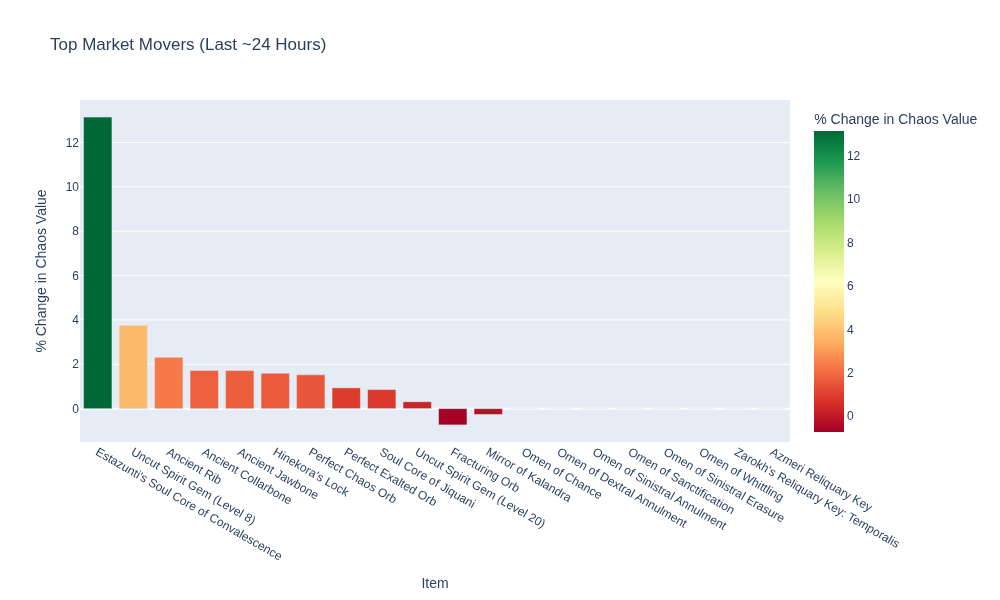 Top Market Movers (Last ~24 Hours)
% Change in Chaos Value
12
10
8
6
4
2
0
Estazunti's Soul Core of Convalescence
Uncut Spirit Gem (Level 8)
Ancient Rib
Ancient Collarbone
Ancient Jawbone
Hinekora's Lock
Perfect Chaos Orb
Perfect Exalted Orb
Soul Core of Jiquani
Uncut Spirit Gem (Level 20)
Fracturing Orb
Mirror of Kalandra
Omen of Chance
Omen of Dextral Annulment
Omen of Sinistral Annulment
Omen of Sanctification
Omen of Sinistral Erasure
Omen of Whittling
Zarokh's Reliquary Key: Temporalis
Azmeri Reliquary Key
Item
% Change in Chaos Value
12
10
8
6
4
2
0